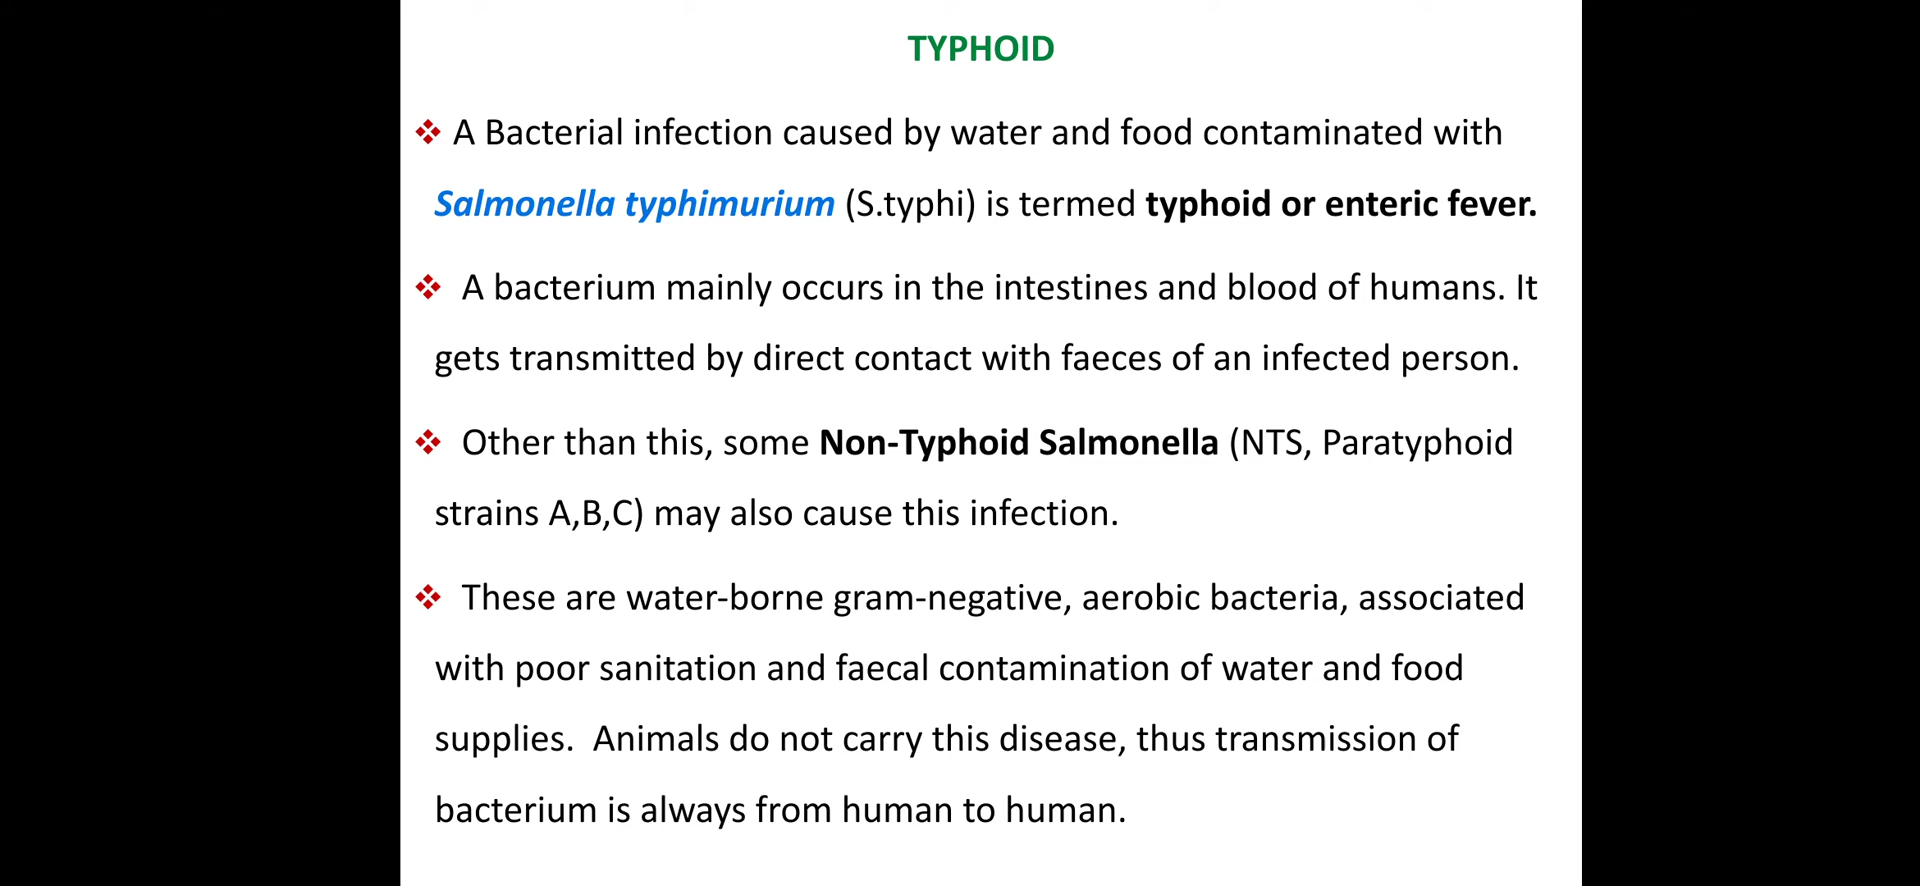 TYPHOID
❖ A Bacterial infection caused by water and food contaminated with
Salmonella typhimurium (S.typhi) is termed typhoid or enteric fever.
❖ A bacterium mainly occurs in the intestines and blood of humans. It
gets transmitted by direct contact with faeces of an infected person.
❖ Other than this, some Non-Typhoid Salmonella (NTS, Paratyphoid
strains A,B,C) may also cause this infection.
❖ These are water-borne gram-negative, aerobic bacteria, associated
with poor sanitation and faecal contamination of water and food
supplies. Animals do not carry this disease, thus transmission of
bacterium is always from human to human.